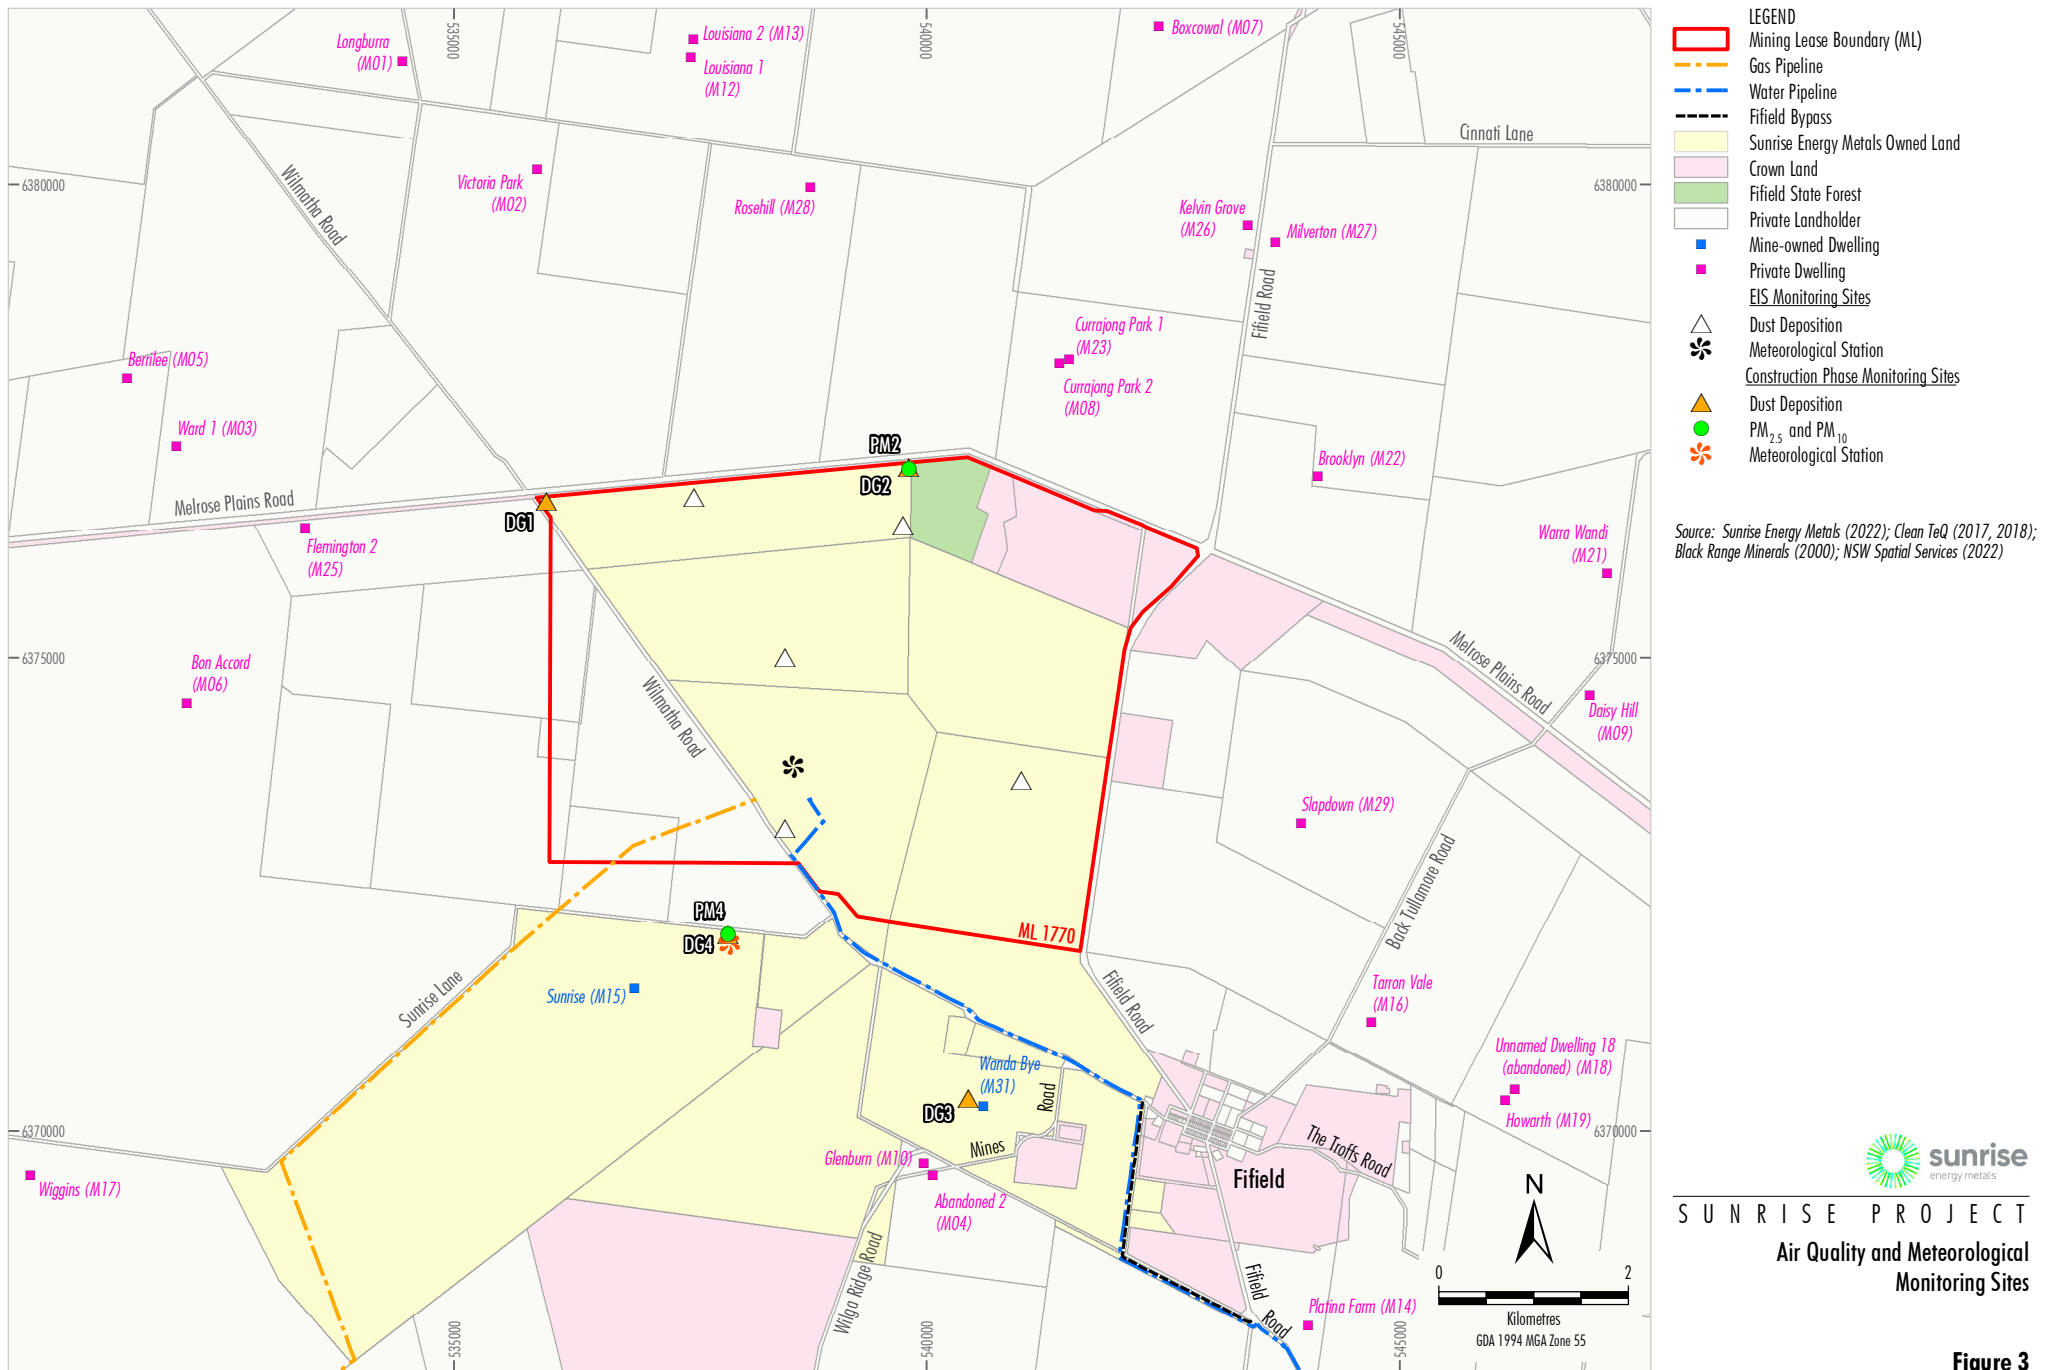 535000
540000
545000
Longburra
(M01)
Louisiana 2 (M13)
Louisiana 1
(M12)
Boxcowal (M07)
Cinnati Lane
6380000
6380000
Wilmatha Road
Victoria Park
(M02)
Rosehill (M28)
Kelvin Grove
(M26)
Milverton (M27)
Fifield Road
Currajong Park 1
(M23)
Currajong Park 2
(M08)
Berrilee (M05)
Ward 1 (M03)
Brooklyn (M22)
PM2
DG2
DG1
Melrose Plains Road
Flemington 2
(M25)
Warra Wandi
(M21)
6375000
6375000
Bon Accord
(M06)
Wilmatha Road
Melrose Plains Road
Daisy Hill
(M09)
Slapdown (M29)
Back Tullamore Road
ML 1770
PM4
DG4
Sunrise Lane
Sunrise (M15)
Fifield Road
Tarron Vale
(M16)
Unnamed Dwelling 18
(abandoned) (M18)
Howarth (M19)
Wanda Bye
(M31)
DG3
Road
Mines
6370000
6370000
The Troffs Road
Glenburn (M10)
Abandoned 2
(M04)
Fifield
Wiggins (M17)
Wilga Ridge Road
Fifield
Road
Platina Farm (M14)
535000
540000
545000
N
0 2
Kilometres
GDA 1994 MGA Zone 55
LEGEND
Mining Lease Boundary (ML)
Gas Pipeline
Water Pipeline
Fifield Bypass
Sunrise Energy Metals Owned Land
Crown Land
Fifield State Forest
Private Landholder
Mine-owned Dwelling
Private Dwelling
EIS Monitoring Sites
Dust Deposition
Meteorological Station
Construction Phase Monitoring Sites
Dust Deposition
PM2.5 and PM10
Meteorological Station
Source: Sunrise Energy Metals (2022); Clean TeQ (2017, 2018);
Black Range Minerals (2000); NSW Spatial Services (2022)
sunrise
energy metals
SUNRISE PROJECT
Air Quality and Meteorological
Monitoring Sites
Figure 3